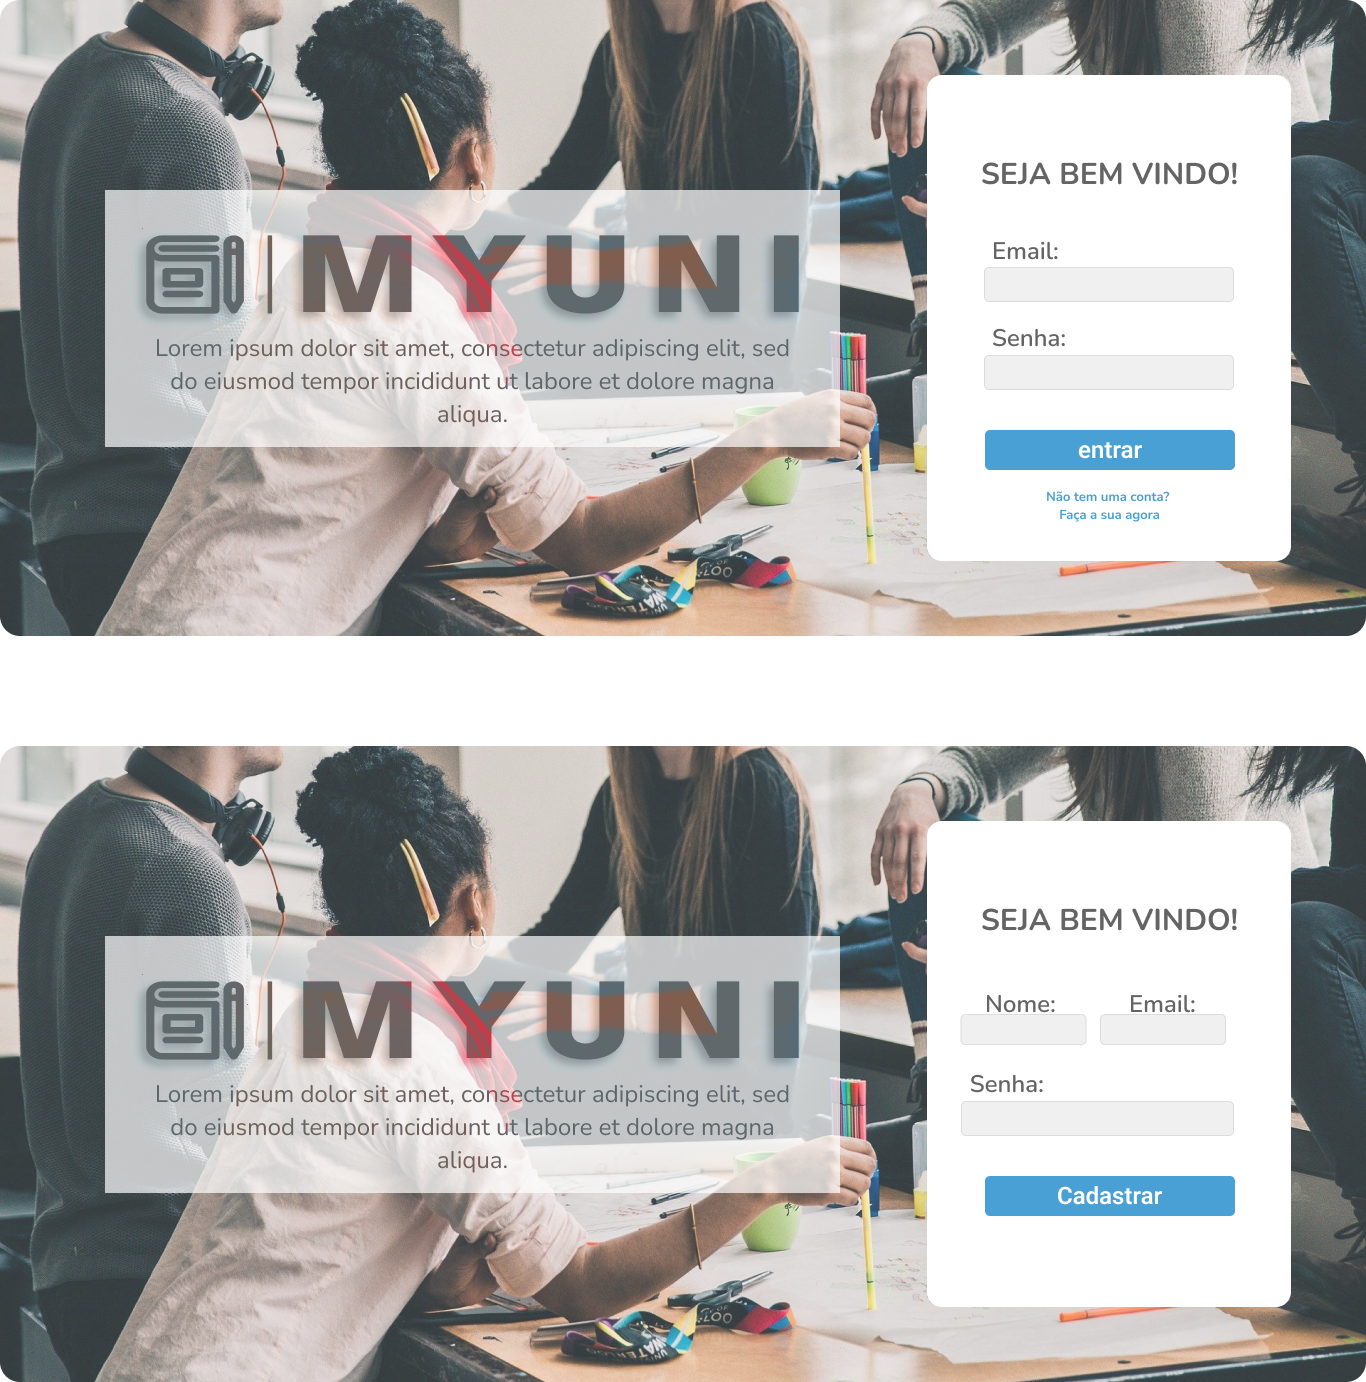 MYUNI
Lorem ipsum dolor sit amet, consectetur adipiscing elit, sed
do eiusmod tempor incididunt ut labore et dolore magna
aliqua.
SEJA BEM VINDO!
Email:
Senha:
entrar
Não tem uma conta?
Faça a sua agora
MYUNI
Lorem ipsum dolor sit amet, consectetur adipiscing elit, sed
do eiusmod tempor incididunt ut labore et dolore magna
aliqua.
SEJA BEM VINDO!
Nome: Email:
Senha:
Cadastrar